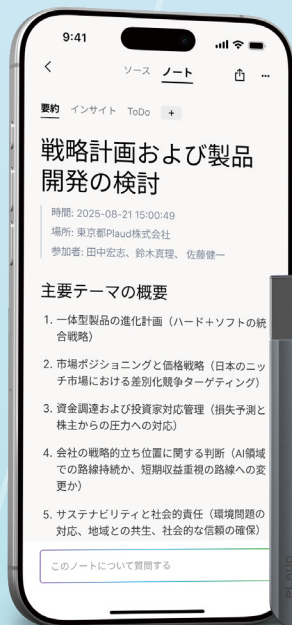 9:41
ソース ノート
要約 インサイト ToDo +
戦略計画および製品
開発の検討
時間: 2025-08-21 15:00:49
場所: 東京都Plaud株式会社
参加者: 田中宏志、鈴木真理、佐藤健一
主要テーマの概要
1. 一体型製品の進化計画（ハード＋ソフトの統
合戦略）
2. 市場ポジショニングと価格戦略（日本のニッ
チ市場における差別化競争ターゲティング）
3. 資金調達および投資家対応管理（損失予測と
株主からの圧力への対応）
4. 会社の戦略的立ち位置に関する判断（AI領域
での路線持続か、短期収益重視の路線への変
更か）
5. サステナビリティと社会的責任（環境問題の
対応、地域との共生、社会的な信頼の確保）
このノートについて質問する
PLAUD